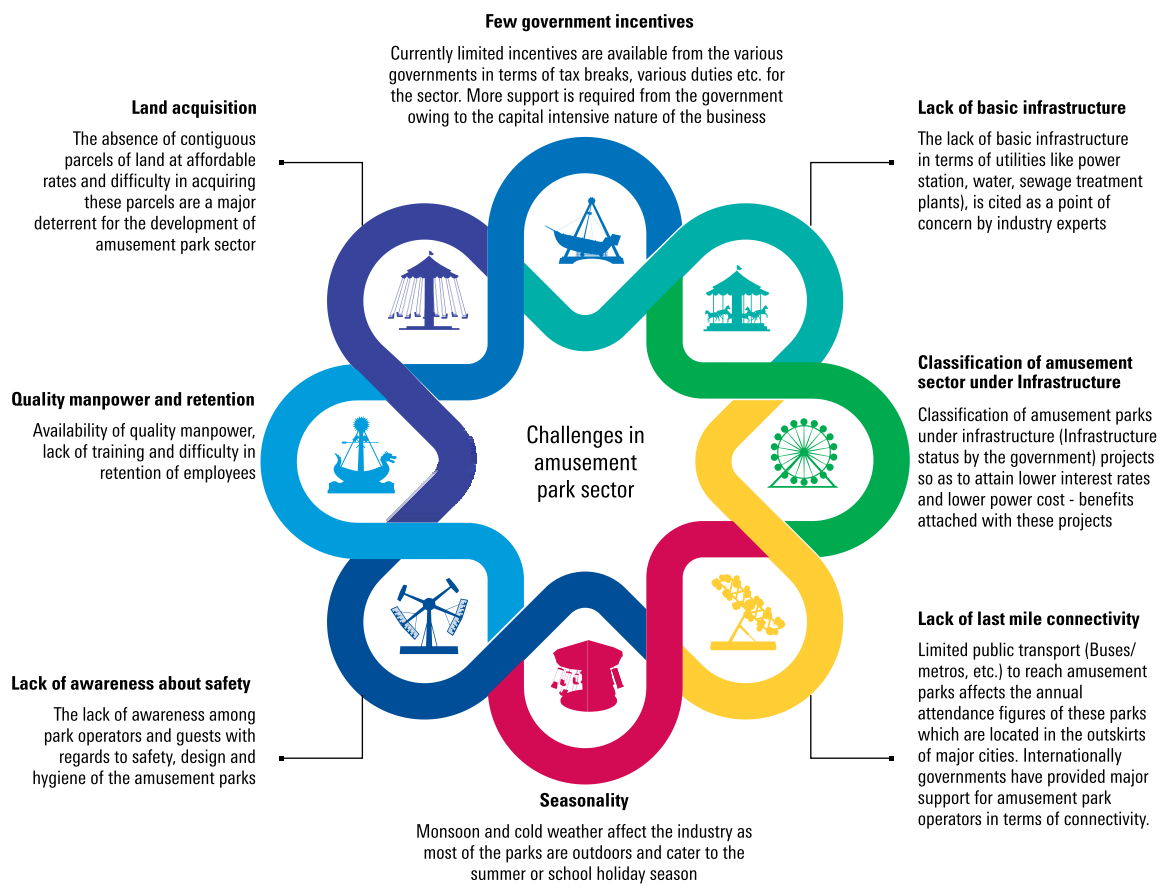 Few government incentives
Currently limited incentives are available from the various
governments in terms of tax breaks, various duties etc. for
the sector. More support is required from the government
owing to the capital intensive nature of the business
Land acquisition
The absence of contiguous
parcels of land at affordable
rates and difficulty in acquiring
these parcels are a major
deterrent for the development of
amusement park sector
Lack of basic infrastructure
The lack of basic infrastructure
in terms of utilities like power
station, water, sewage treatment
plants), is cited as a point of
concern by industry experts
Quality manpower and retention
Availability of quality manpower,
lack of training and difficulty in
retention of employees
Challenges in
amusement
park sector
Classification of amusement
sector under Infrastructure
Classification of amusement parks
under infrastructure (Infrastructure
status by the government) projects
so as to attain lower interest rates
and lower power cost - benefits
attached with these projects
Lack of awareness about safety
The lack of awareness among
park operators and guests with
regards to safety, design and
hygiene of the amusement parks
Lack of last mile connectivity
Limited public transport (Buses/
metros, etc.) to reach amusement
parks affects the annual
attendance figures of these parks
which are located in the outskirts
of major cities. Internationally
governments have provided major
support for amusement park
operators in terms of connectivity.
Seasonality
Monsoon and cold weather affect the industry as
most of the parks are outdoors and cater to the
summer or school holiday season